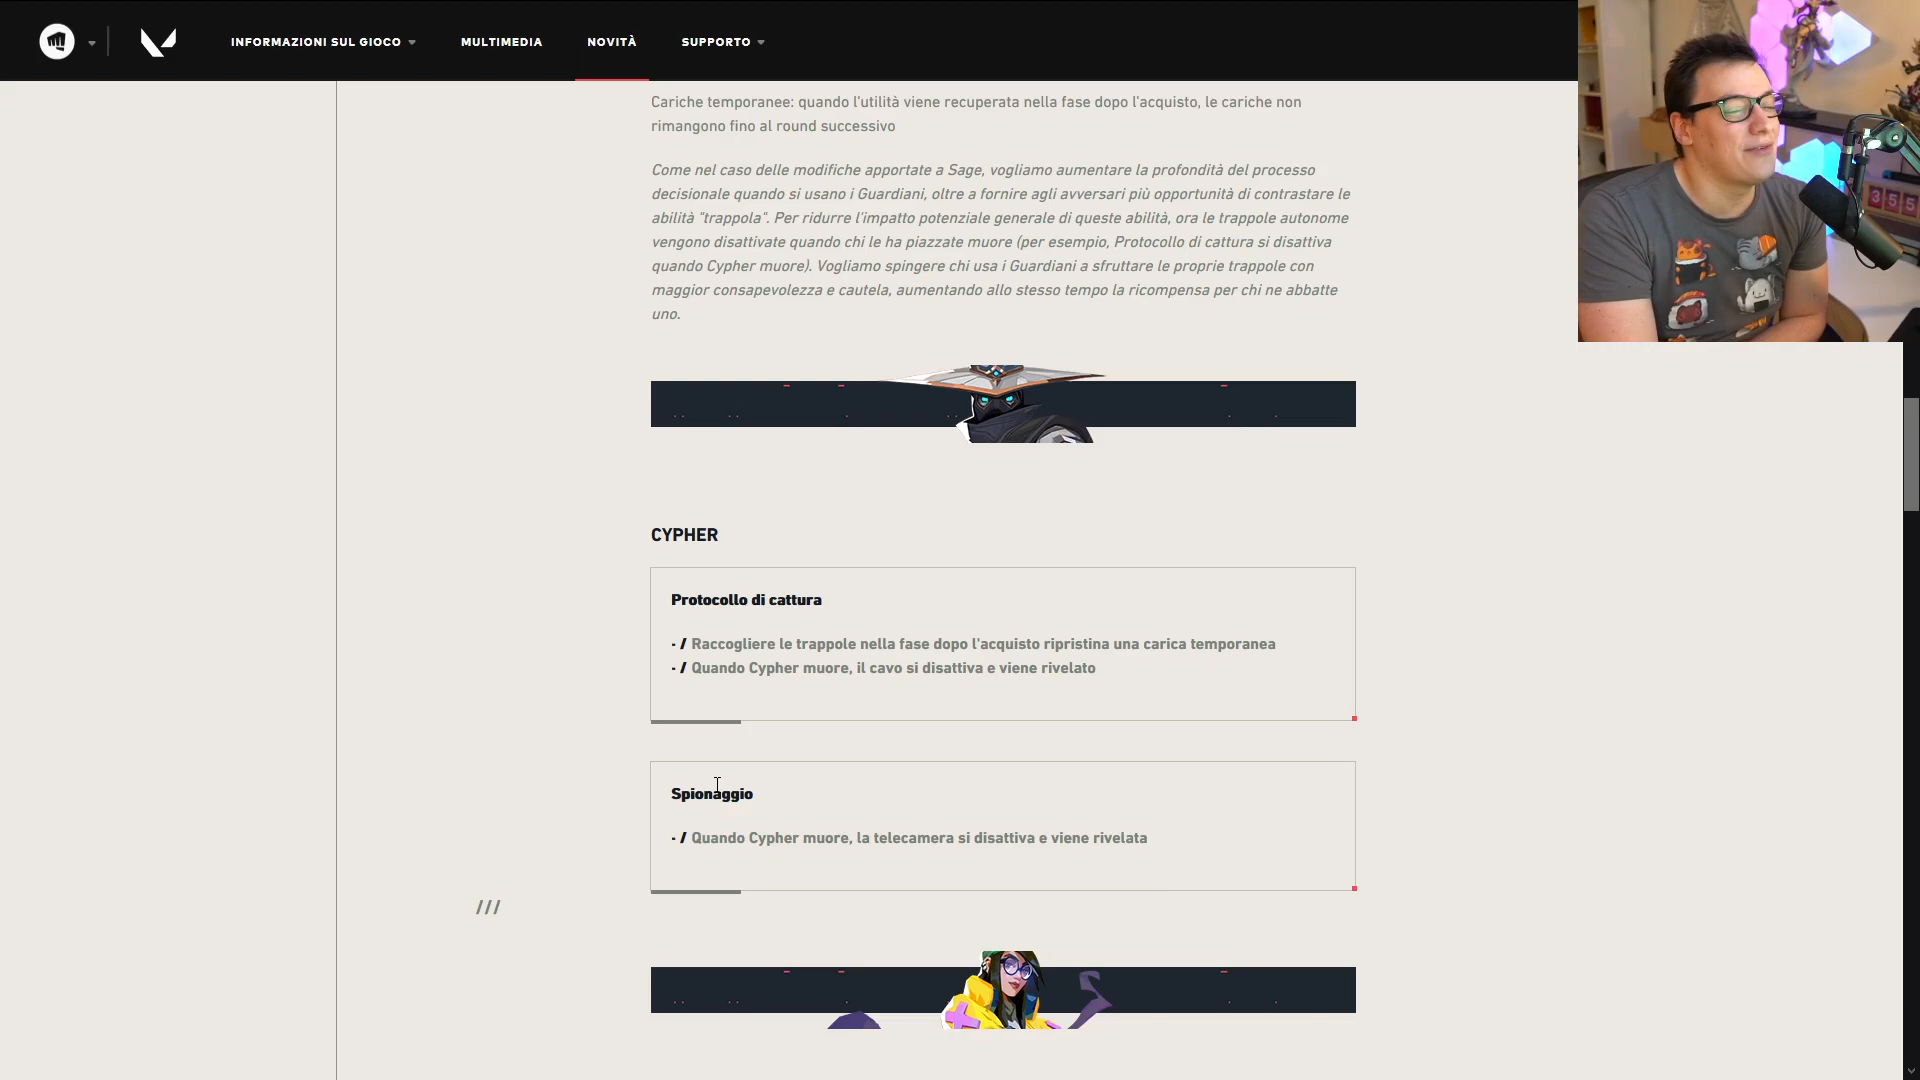 INFORMAZIONI SUL GIOCO
MULTIMEDIA
NOVITÀ
SUPPORTO
Cariche temporanee: quando l'utilità viene recuperata nella fase dopo l'acquisto, le cariche non
rimangono fino al round successivo
Come nel caso delle modifiche apportate a Sage, vogliamo aumentare la profondità del processo
decisionale quando si usano i Guardiani, oltre a fornire agli avversari più opportunità di contrastare le
abilità "trappola". Per ridurre l'impatto potenziale generale di queste abilità, ora le trappole autonome
vengono disattivate quando chi le ha piazzate muore (per esempio, Protocollo di cattura si disattiva
quando Cypher muore). Vogliamo spingere chi usa i Guardiani a sfruttare le proprie trappole con
maggior consapevolezza e cautela, aumentando allo stesso tempo la ricompensa per chi ne abbatte
uno.
CYPHER
Protocollo di cattura
- / Raccogliere le trappole nella fase dopo l'acquisto ripristina una carica temporanea
- / Quando Cypher muore, il cavo si disattiva e viene rivelato
Spionaggio
- / Quando Cypher muore, la telecamera si disattiva e viene rivelata
///
355